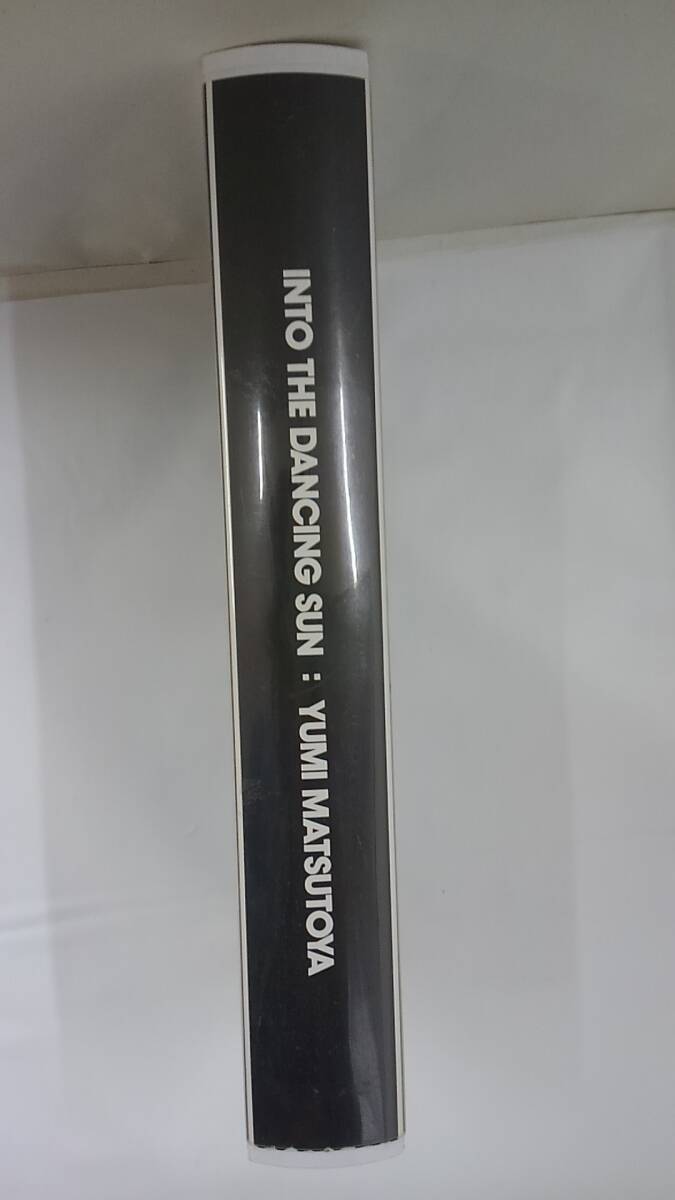 INTO THE DANCING SUN : YUMI MATSUTOYA